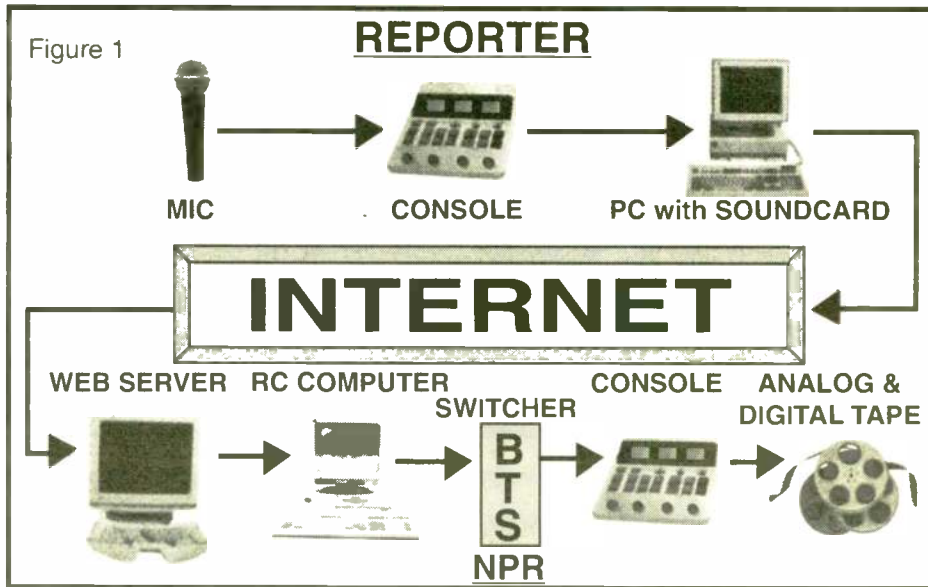 Figure 1
REPORTER
MIC
CONSOLE
PC with SOUNDCARD
INTERNET
WEB SERVER
RC COMPUTER
SWITCHER
CONSOLE
ANALOG &
DIGITAL TAPE
B
T
S
NPR